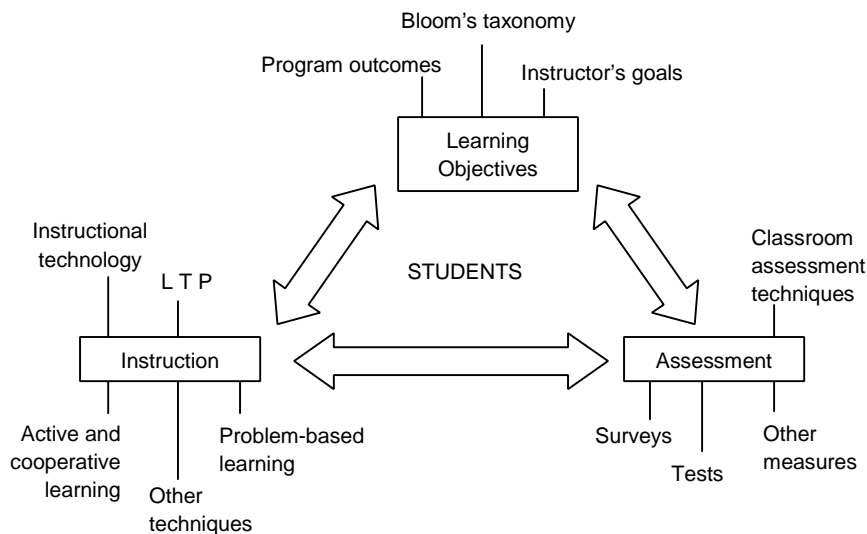 Bloom’s taxonomy
Program outcomes
Instructor’s goals
Learning
Objectives
Instructional
technology
L T P
STUDENTS
Classroom
assessment
techniques
Instruction
Assessment
Active and
cooperative
learning
Problem-based
learning
Other
techniques
Surveys
Tests
Other
measures